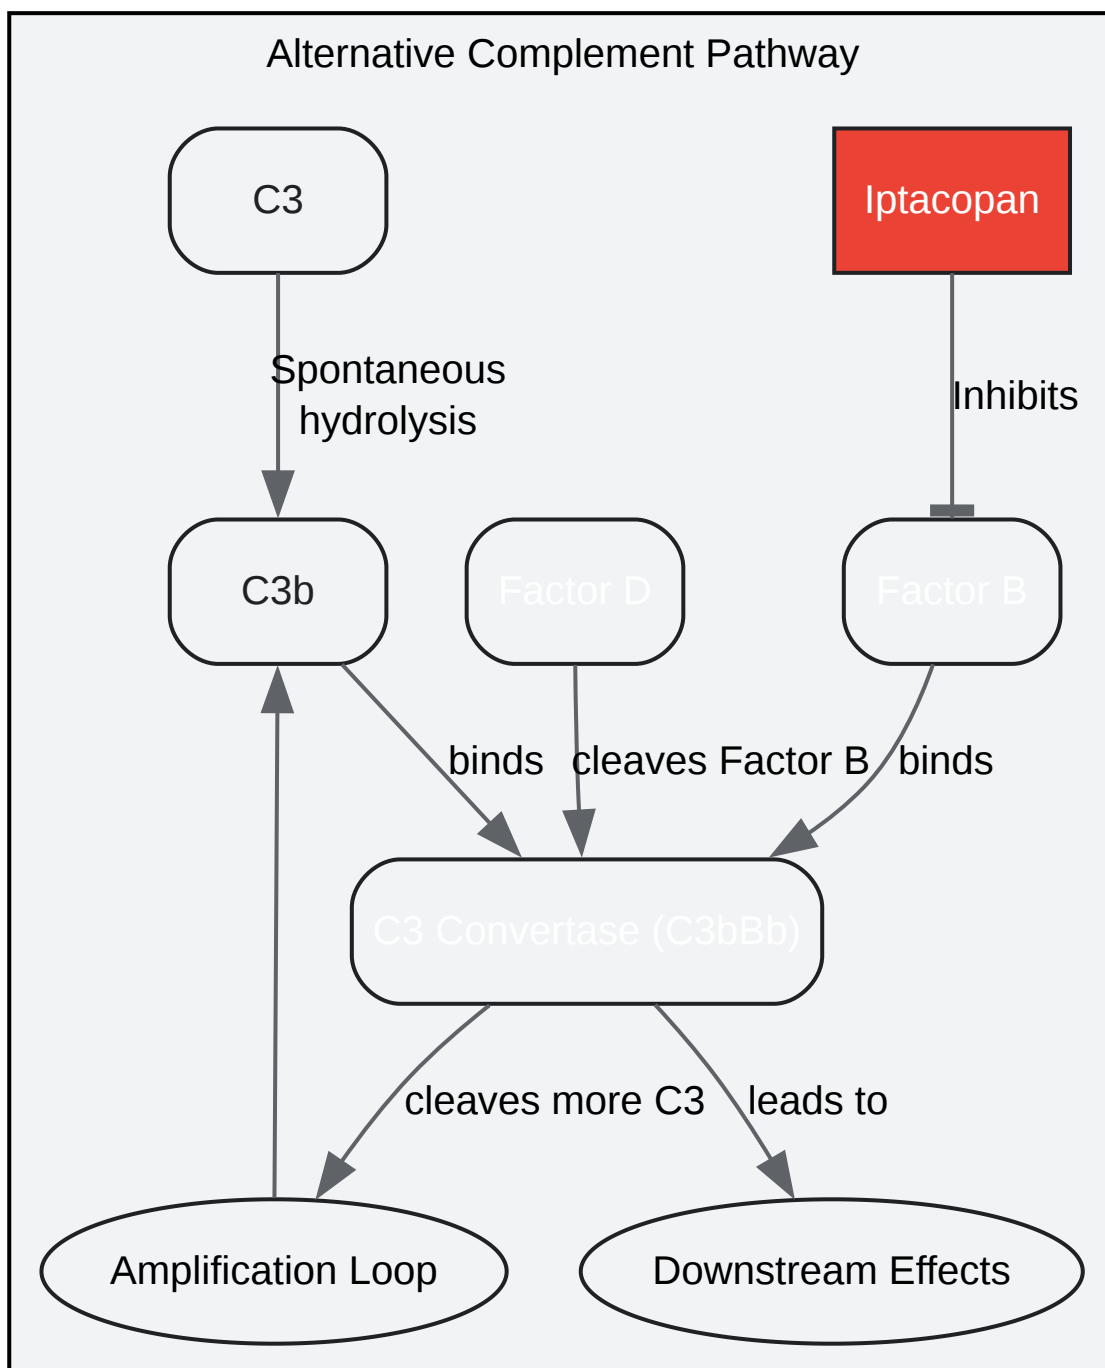 Alternative Complement Pathway
C3
Iptacopan
Spontaneous
hydrolysis
Inhibits
C3b
Factor D
Factor B
binds
cleaves Factor B
binds
C3 Convertase (C3bBb)
cleaves more C3
leads to
Amplification Loop
Downstream Effects